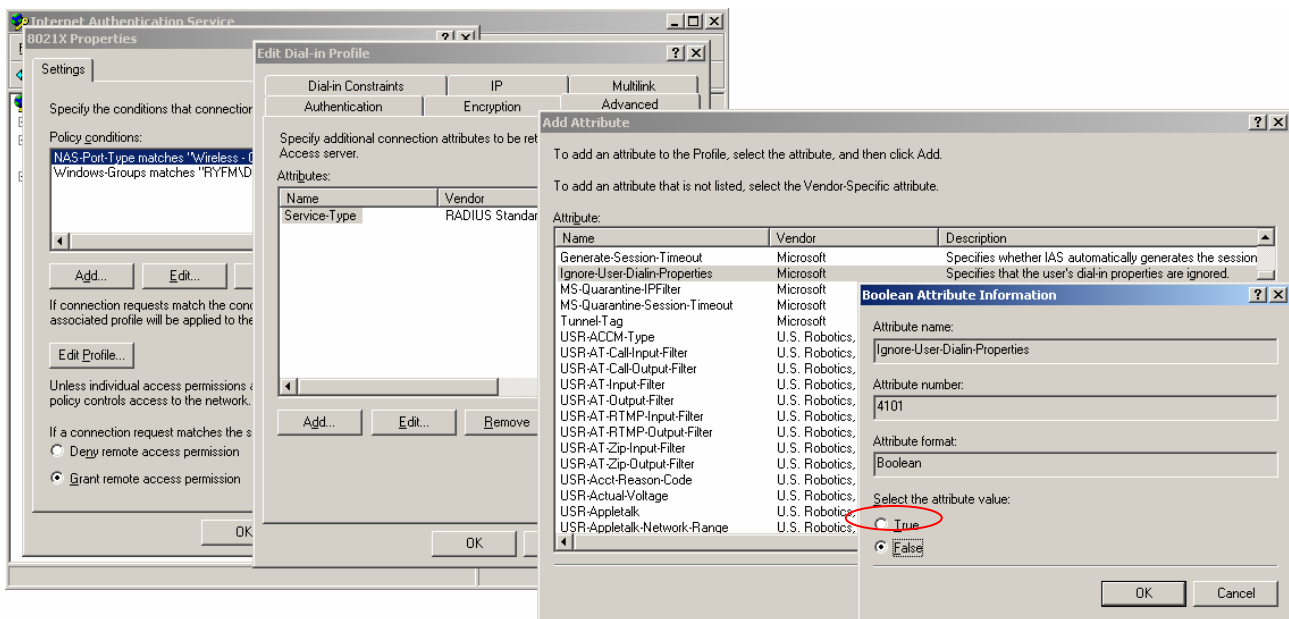 Internet Authentication Service
8021X Properties
Settings
Specify the conditions that connection
Policy conditions:
NAS-Port-Type matches "Wireless -
Windows-Groups matches "RYFM\D
Add...
Edit...
If connection requests match the
associated profile will be applied to the
Edit Profile...
Unless individual access permissions
policy controls access to the network.
If a connection request matches the s
Deny remote access permission
Grant remote access permission
OK
Edit Dial-in Profile
Dial-in Constraints
IP
Multilink
Authentication
Encryption
Advanced
Specify additional connection attributes to be ret
Access server.
Attributes:
Name Vendor
Service-Type RADIUS Standar
Add...
Edit...
Remove
OK
Add Attribute
To add an attribute to the Profile, select the attribute, and then click Add.
To add an attribute that is not listed, select the Vendor-Specific attribute.
Attribute:
Name Vendor Description
Generate-Session-Timeout Microsoft Specifies whether IAS automatically generates the session
Ignore-User-Dialin-Properties Microsoft Specifies that the user's dial-in properties are ignored.
MS-Quarantine-IPFilter Microsoft
MS-Quarantine-Session-Timeout Microsoft
Tunnel-Tag Microsoft
USR-ACCM-Type U.S. Robotics,
USR-AT-Call-Input-Filter U.S. Robotics,
USR-AT-Call-Output-Filter U.S. Robotics,
USR-AT-Input-Filter U.S. Robotics,
USR-AT-Output-Filter U.S. Robotics,
USR-AT-RTMP-Input-Filter U.S. Robotics,
USR-AT-RTMP-Output-Filter U.S. Robotics,
USR-AT-Zip-Input-Filter U.S. Robotics,
USR-AT-Zip-Output-Filter U.S. Robotics,
USR-Acct-Reason-Code U.S. Robotics,
USR-Actual-Voltage U.S. Robotics,
USR-Appletalk U.S. Robotics,
USR-Appletalk-Network-Range U.S. Robotics,
Boolean Attribute Information
Attribute name:
Ignore-User-Dialin-Properties
Attribute number:
4101
Attribute format:
Boolean
Select the attribute value:
True
False
OK
Cancel